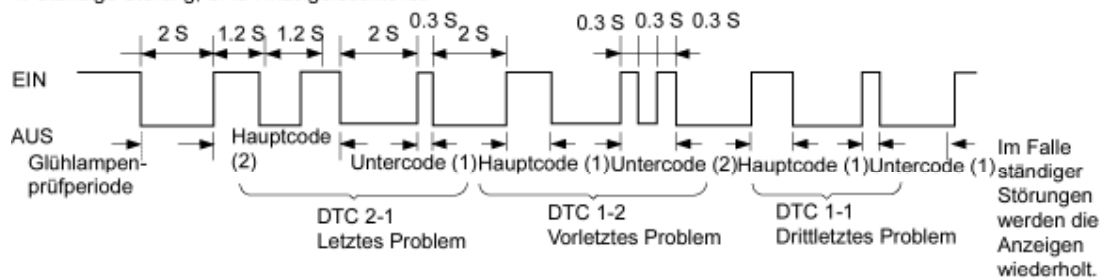 0.3 S
0.3 S 0.3 S 0.3 S
2 S 1.2 S 1.2 S 2 S 2 S
EIN
AUS
Glühlampen-
prüfperiode
Hauptcode
(2)
Untercode (1)
Hauptcode (1)
Untercode (2)
Hauptcode (1)
Untercode (1)
DTC 2-1
Letztes Problem
DTC 1-2
Vorletztes Problem
DTC 1-1
Drittletztes Problem
Im Falle
ständiger
Störungen
werden die
Anzeigen
wiederholt.